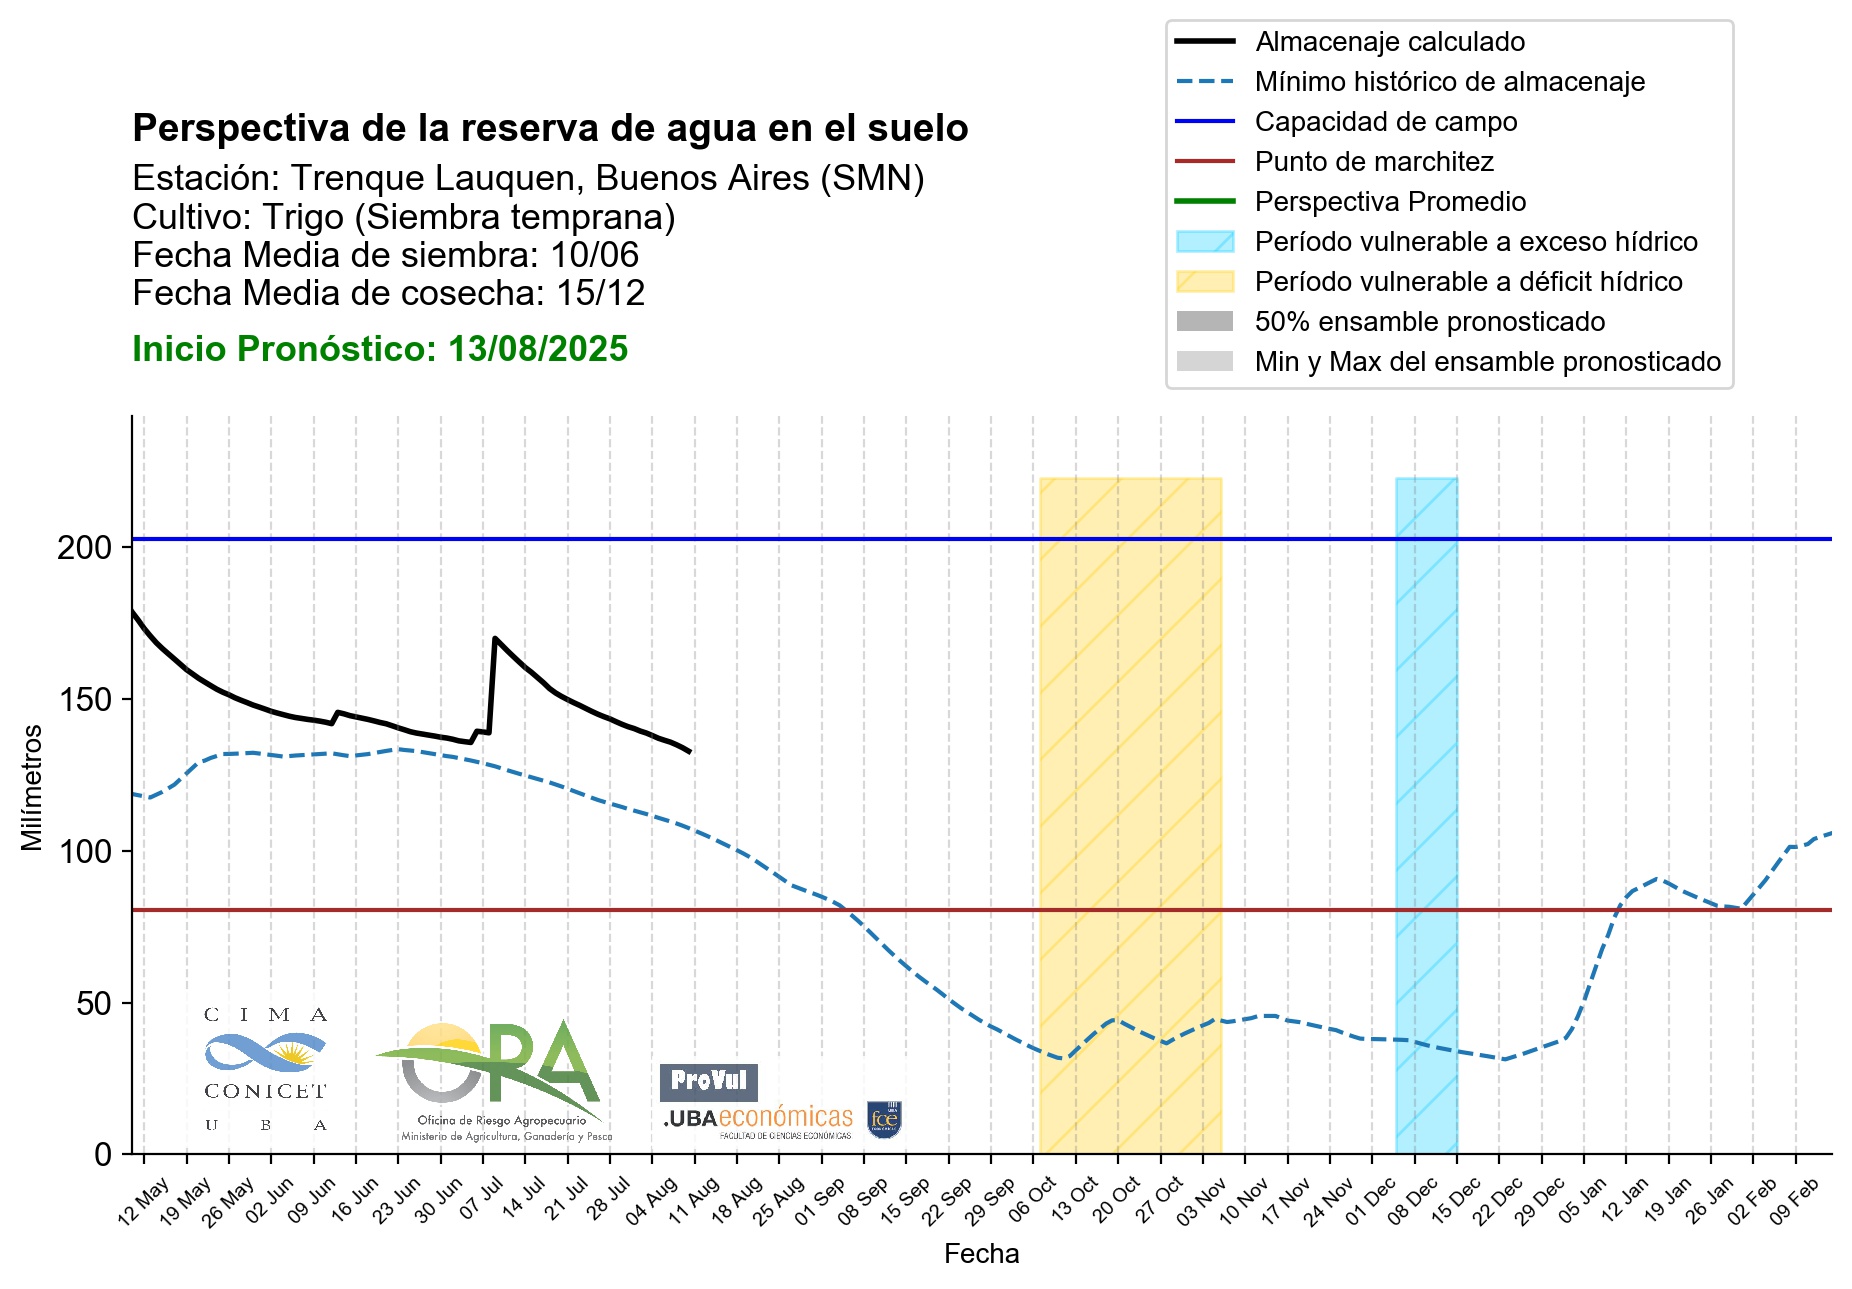 Almacenaje calculado
Mínimo histórico de almacenaje
Capacidad de campo
Punto de marchitez
Perspectiva Promedio
Período vulnerable a exceso hídrico
Período vulnerable a déficit hídrico
50% ensamble pronosticado
Min y Max del ensamble pronosticado
Perspectiva de la reserva de agua en el suelo
Estación: Trenque Lauquen, Buenos Aires (SMN)
Cultivo: Trigo (Siembra temprana)
Fecha Media de siembra: 10/06
Fecha Media de cosecha: 15/12
Inicio Pronóstico: 13/08/2025
Milímetros
200
150
100
50
0
CIMA
CONICET
UBA
ORA
Oficina de Riesgo Agropecuario
Ministerio de Agricultura, Ganadería y Pesca
ProVul
.UBAeconómicas
FACULTAD DE CIENCIAS ECONÓMICAS
fce
12 May
19 May
26 May
02 Jun
09 Jun
16 Jun
23 Jun
30 Jun
07 Jul
14 Jul
21 Jul
28 Jul
04 Aug
11 Aug
18 Aug
25 Aug
01 Sep
08 Sep
15 Sep
22 Sep
29 Sep
06 Oct
13 Oct
20 Oct
27 Oct
03 Nov
10 Nov
17 Nov
24 Nov
01 Dec
08 Dec
15 Dec
22 Dec
29 Dec
05 Jan
12 Jan
19 Jan
26 Jan
02 Feb
09 Feb
Fecha